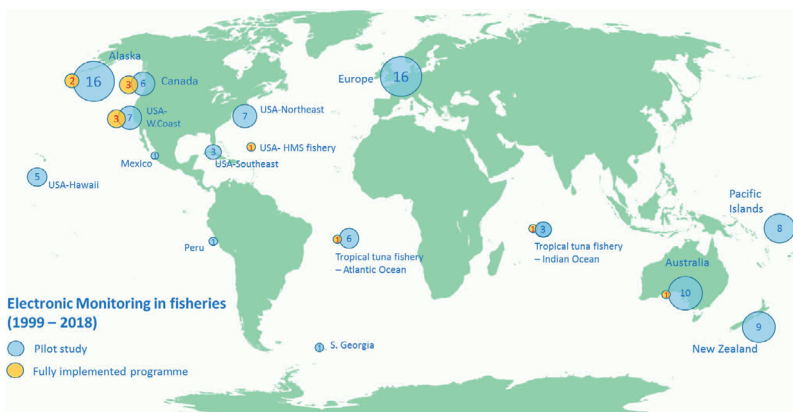 Alaska
2
16
3
6
Canada
Europe
16
3
7
USA-
W.Coast
7
USA-Northeast
Mexico
1
3
USA-Southeast
1
USA- HMS fishery
5
USA-Hawaii
Pacific
Islands
8
Peru
1
1
6
Tropical tuna fishery
– Atlantic Ocean
1
3
Tropical tuna fishery
– Indian Ocean
Australia
1
10
9
New Zealand
Electronic Monitoring in fisheries
(1999 – 2018)
Pilot study
Fully implemented programme
1
S. Georgia